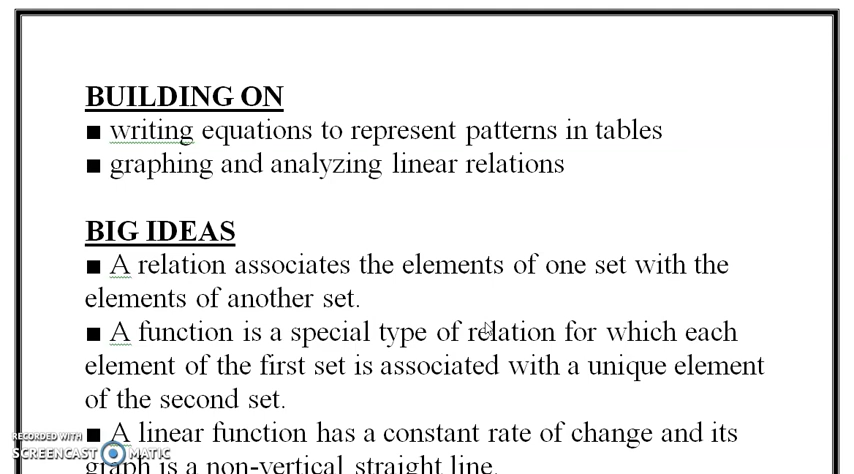 BUILDING ON
■ writing equations to represent patterns in tables
■ graphing and analyzing linear relations
BIG IDEAS
■ A relation associates the elements of one set with the
elements of another set.
■ A function is a special type of relation for which each
element of the first set is associated with a unique element
of the second set.
■ A linear function has a constant rate of change and its
graph is a non-vertical straight line.
RECORDED WITH
SCREENCAST MATIC